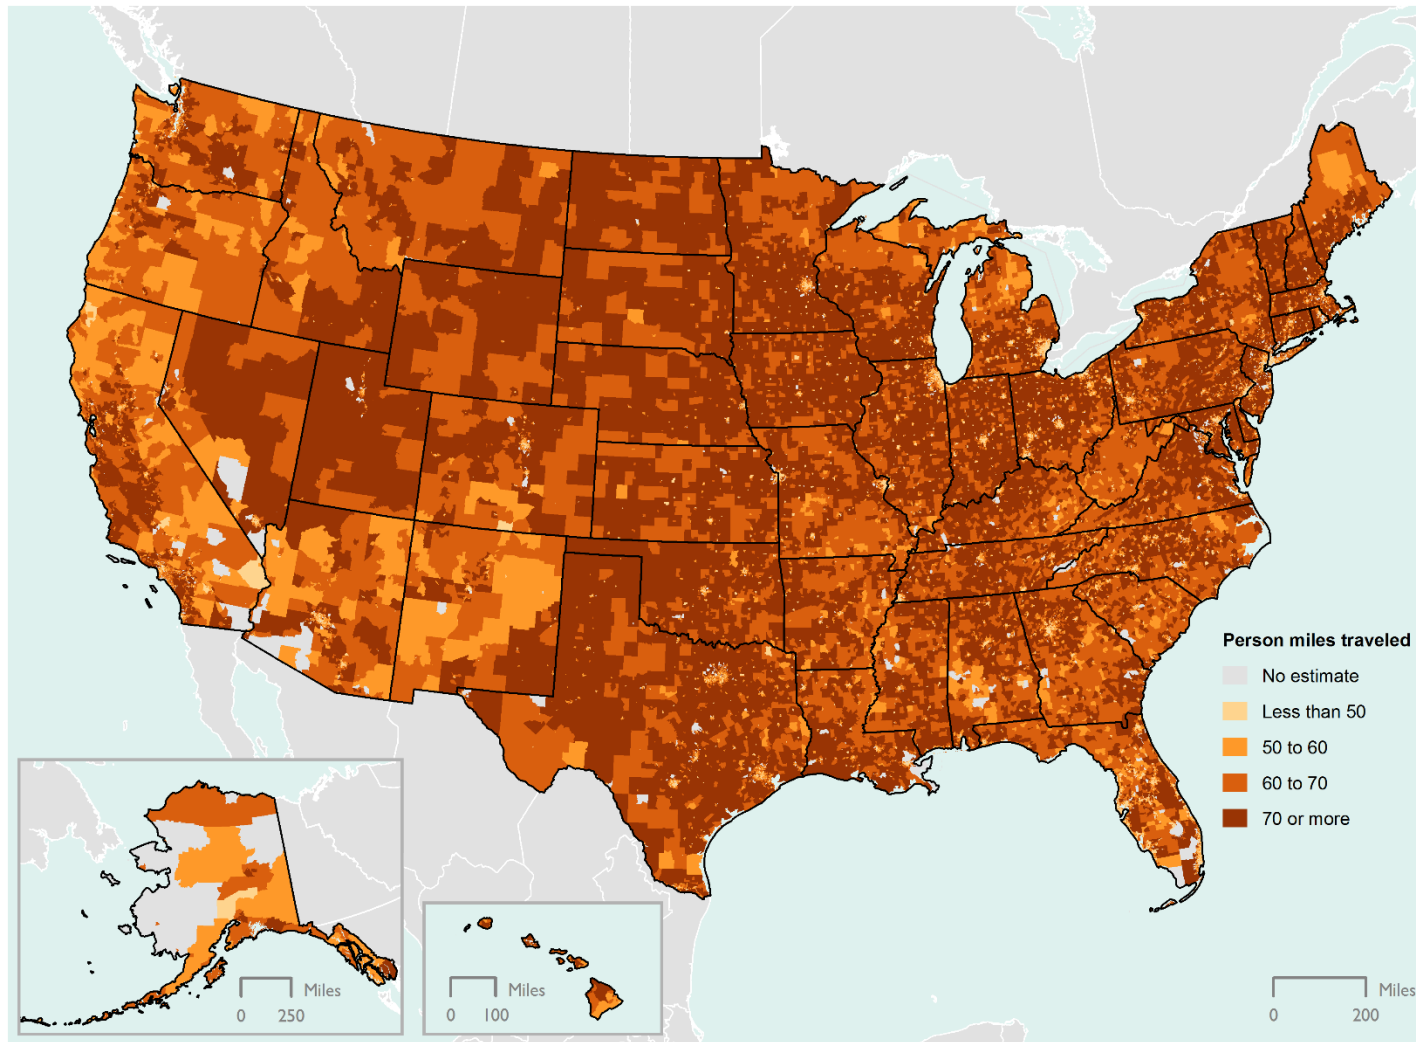 Person miles traveled
No estimate
Less than 50
50 to 60
60 to 70
70 or more
Miles
0 250
Miles
0 100
Miles
0 200